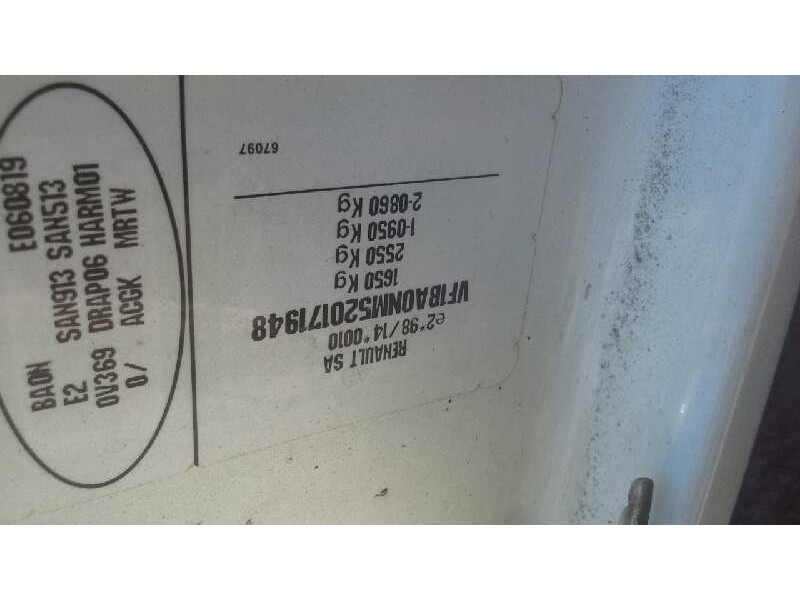 RENAULT SA
e2*98/14*0010
VF1BA0NM520171948
1650 Kg
2550 Kg
1-0950 Kg
2-0860 Kg
67097
BA0N E060819
E2 SAN913 SAN513
0V369 DRAP06 HARM01
0/ ACGK MRTW